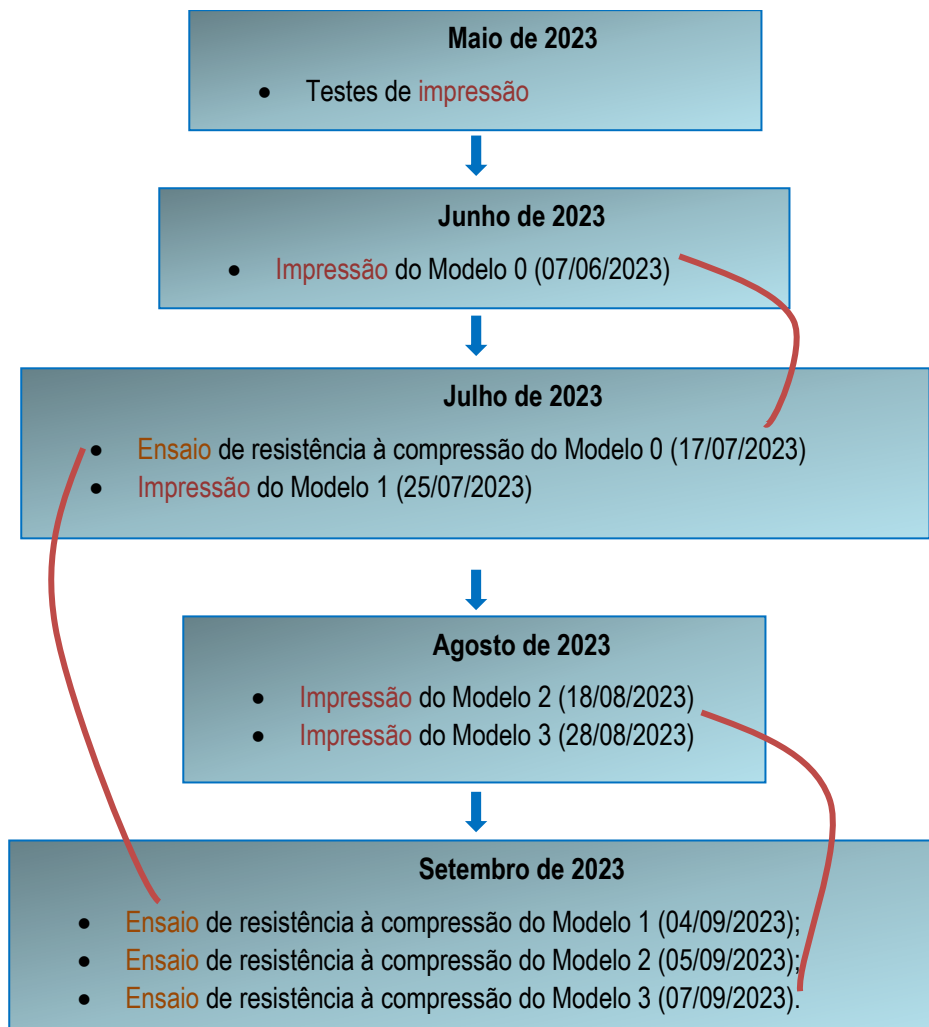 Maio de 2023
• Testes de impressão
Junho de 2023
• Impressão do Modelo 0 (07/06/2023)
Julho de 2023
• Ensaio de resistência à compressão do Modelo 0 (17/07/2023)
• Impressão do Modelo 1 (25/07/2023)
Agosto de 2023
• Impressão do Modelo 2 (18/08/2023)
• Impressão do Modelo 3 (28/08/2023)
Setembro de 2023
• Ensaio de resistência à compressão do Modelo 1 (04/09/2023);
• Ensaio de resistência à compressão do Modelo 2 (05/09/2023);
• Ensaio de resistência à compressão do Modelo 3 (07/09/2023).